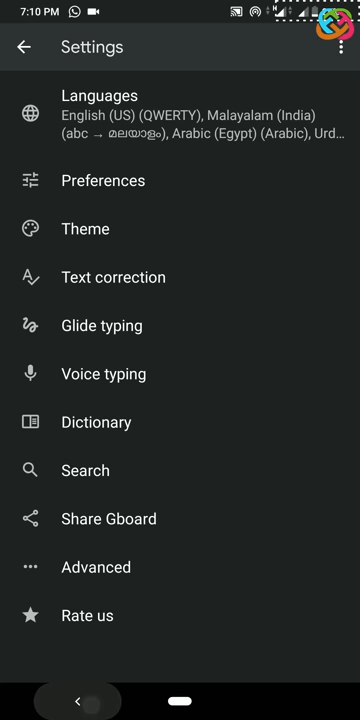 7:10 PM
Settings
Languages
English (US) (QWERTY), Malayalam (India)
(abc → മലയാളം), Arabic (Egypt) (Arabic), Urd...
Preferences
Theme
Text correction
Glide typing
Voice typing
Dictionary
Search
Share Gboard
Advanced
Rate us